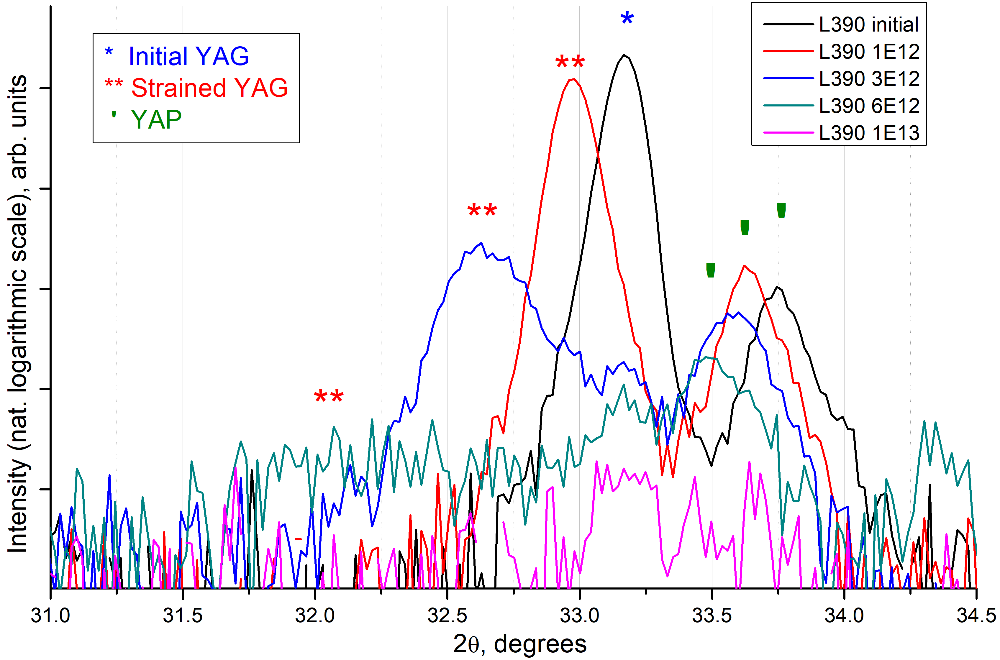 *
* Initial YAG
** Strained YAG
' YAP
L390 initial
L390 1E12
L390 3E12
L390 6E12
L390 1E13
**
**
**
'
'
'
Intensity (nat. logarithmic scale), arb. units
31.0 31.5 32.0 32.5 33.0 33.5 34.0 34.5
2θ, degrees